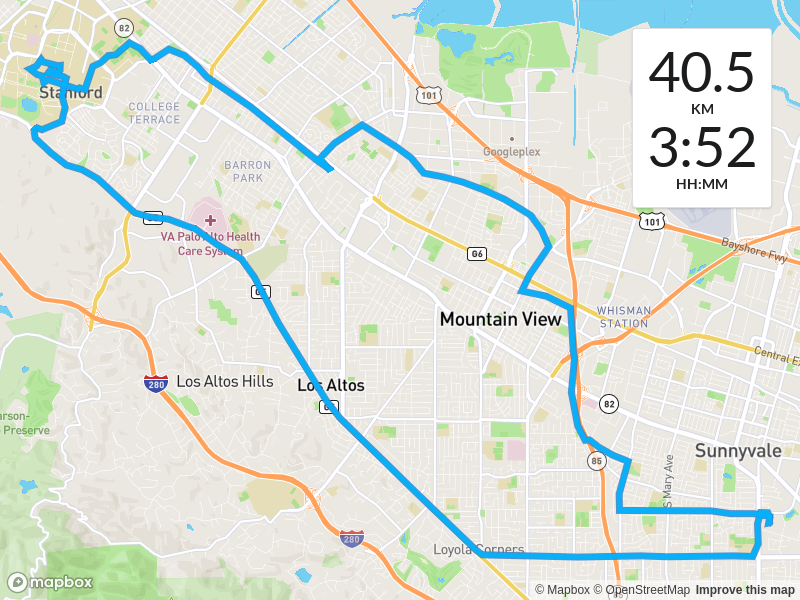 82
40.5
KM
3:52
HH:MM
Stanford
COLLEGE
TERRACE
101
Googleplex
BARRON
PARK
VA Palo Alto Health
Care System
101
Bayshore Fwy
G6
Mountain View
WHISMAN
STATION
Central Ex
280
Los Altos Hills
Los Altos
82
arson-
Preserve
85
S Mary Ave
Sunnyvale
280
Loyola Corners
mapbox
© Mapbox © OpenStreetMap Improve this map